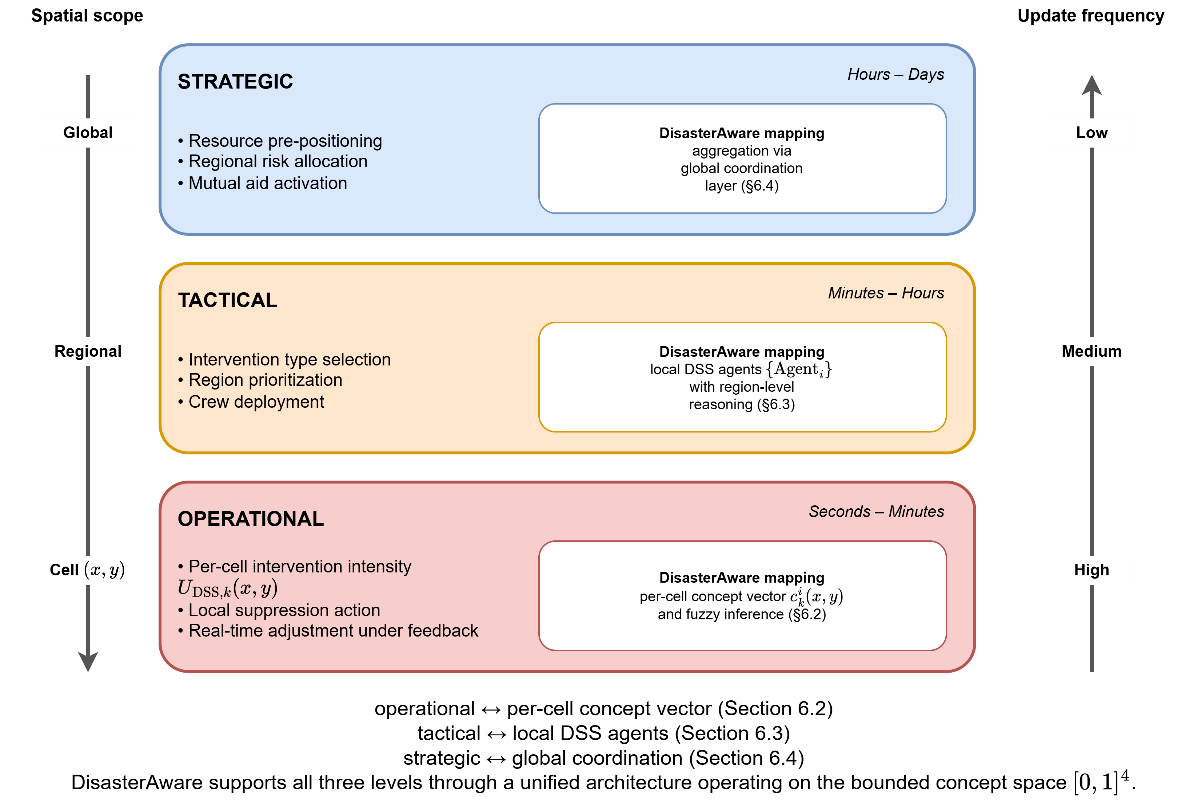 Spatial scope
Update frequency
STRATEGIC
Hours – Days
Global
• Resource pre-positioning
• Regional risk allocation
• Mutual aid activation
DisasterAware mapping
aggregation via
global coordination
layer (§6.4)
Low
TACTICAL
Minutes – Hours
Regional
• Intervention type selection
• Region prioritization
• Crew deployment
DisasterAware mapping
local DSS agents {Agent_i}
with region-level
reasoning (§6.3)
Medium
OPERATIONAL
Seconds – Minutes
Cell (x, y)
• Per-cell intervention intensity
U_{DSS,k}(x, y)
• Local suppression action
• Real-time adjustment under feedback
DisasterAware mapping
per-cell concept vector c_k^i(x, y)
and fuzzy inference (§6.2)
High
operational ↔ per-cell concept vector (Section 6.2)
tactical ↔ local DSS agents (Section 6.3)
strategic ↔ global coordination (Section 6.4)
DisasterAware supports all three levels through a unified architecture operating on the bounded concept space [0, 1]^4.